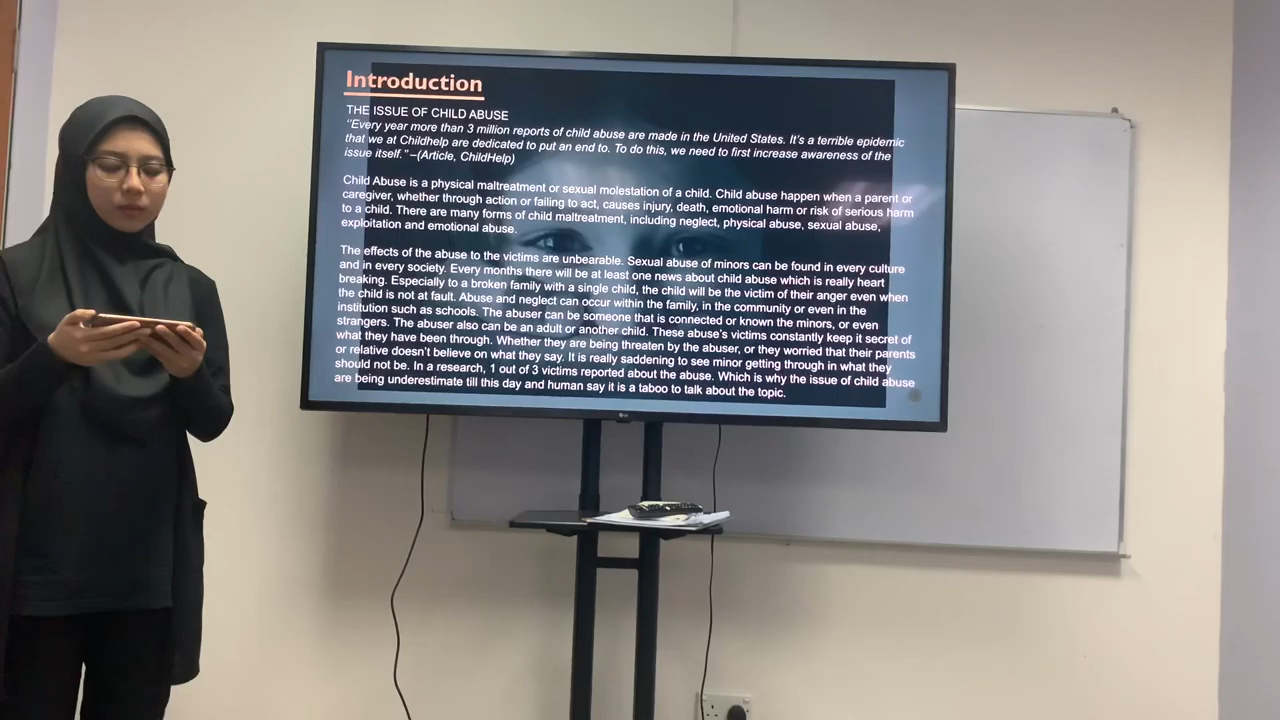 Introduction
THE ISSUE OF CHILD ABUSE
"Every year more than 3 million reports of child abuse are made in the United States. It's a terrible epidemic
that we at Childhelp are dedicated to put an end to. To do this, we need to first increase awareness of the
issue itself." –(Article, ChildHelp)
Child Abuse is a physical maltreatment or sexual molestation of a child. Child abuse happen when a parent or
caregiver, whether through action or failing to act, causes injury, death, emotional harm or risk of serious harm
to a child. There are many forms of child maltreatment, including neglect, physical abuse, sexual abuse,
exploitation and emotional abuse.
The effects of the abuse to the victims are unbearable. Sexual abuse of minors can be found in every culture
and in every society. Every months there will be at least one news about child abuse which is really heart
breaking. Especially to a broken family with a single child, the child will be the victim of their anger even when
the child is not at fault. Abuse and neglect can occur within the family, in the community or even in the
institution such as schools. The abuser can be someone that is connected or known the minors, or even
strangers. The abuser also can be an adult or another child. These abuse's victims constantly keep it secret of
what they have been through. Whether they are being threaten by the abuser, or they worried that their parents
or relative doesn't believe on what they say. It is really saddening to see minor getting through in what they
should not be. In a research, 1 out of 3 victims reported about the abuse. Which is why the issue of child abuse
are being underestimate till this day and human say it is a taboo to talk about the topic.
LG